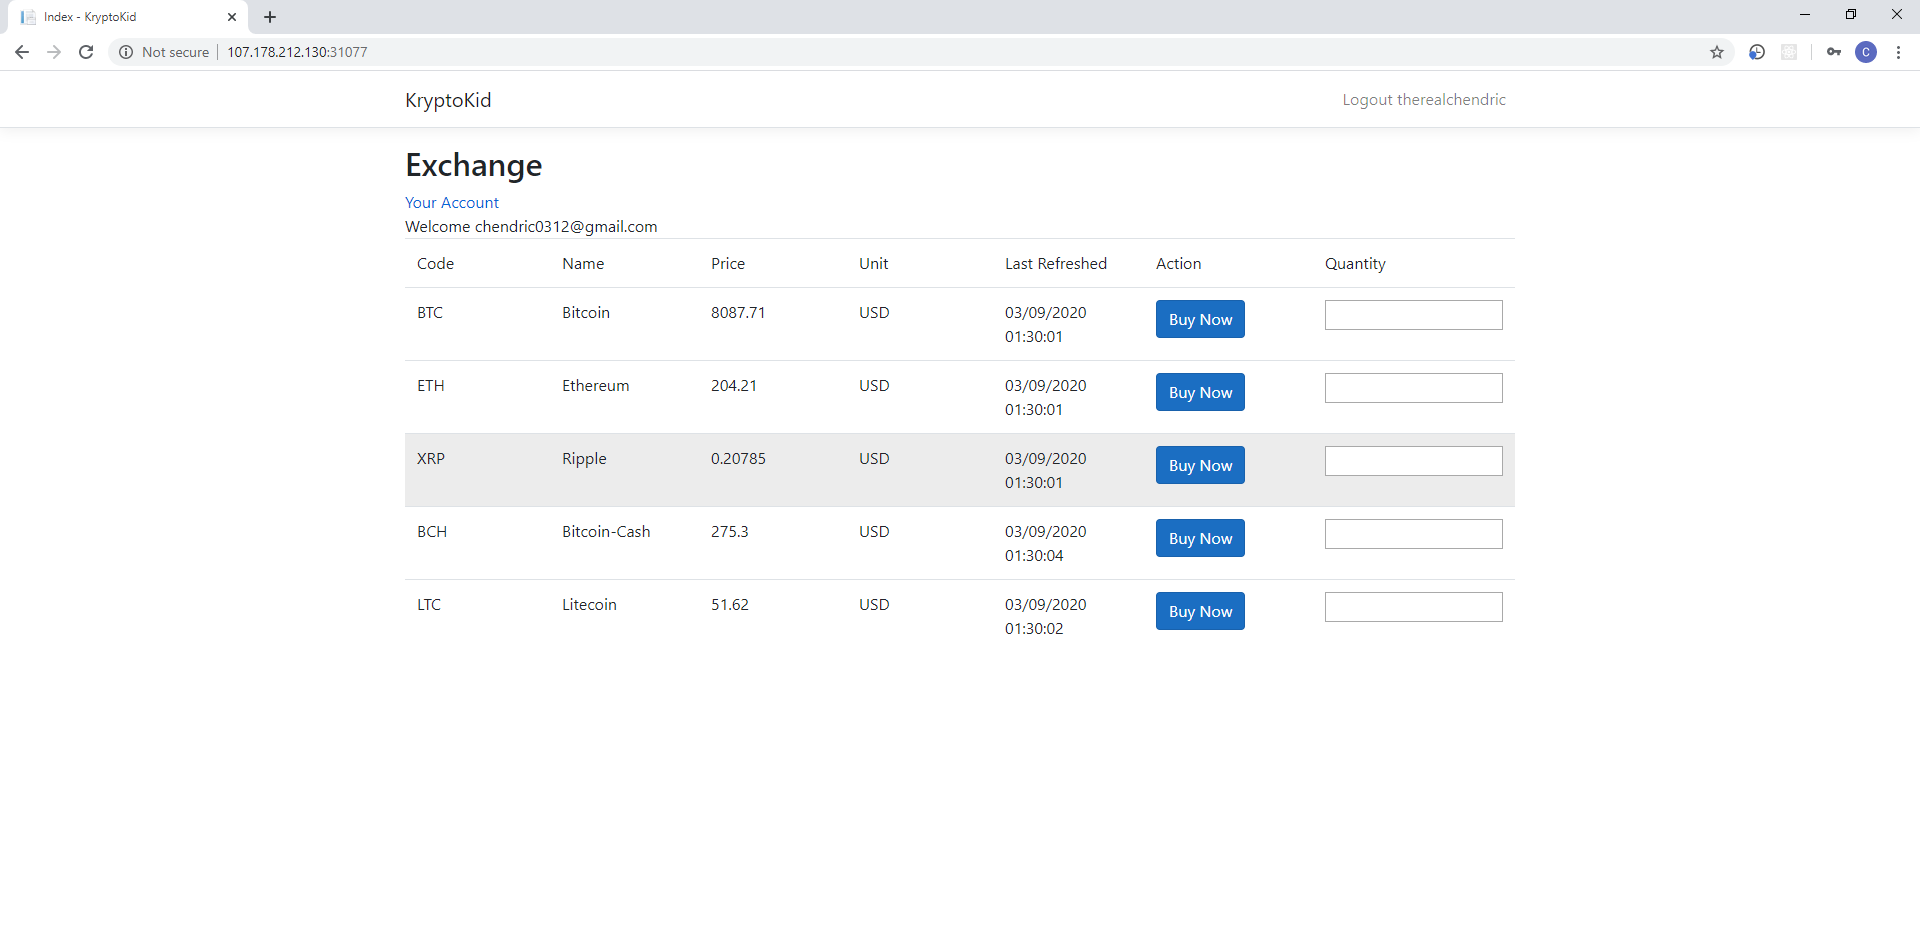 Index - KryptoKid
Not secure 107.178.212.130:31077
C
KryptoKid Logout therealchendric
Exchange
Your Account
Welcome chendric0312@gmail.com
Code Name Price Unit Last Refreshed Action Quantity
BTC Bitcoin 8087.71 USD 03/09/2020 Buy Now
01:30:01
ETH Ethereum 204.21 USD 03/09/2020 Buy Now
01:30:01
XRP Ripple 0.20785 USD 03/09/2020 Buy Now
01:30:01
BCH Bitcoin-Cash 275.3 USD 03/09/2020 Buy Now
01:30:04
LTC Litecoin 51.62 USD 03/09/2020 Buy Now
01:30:02